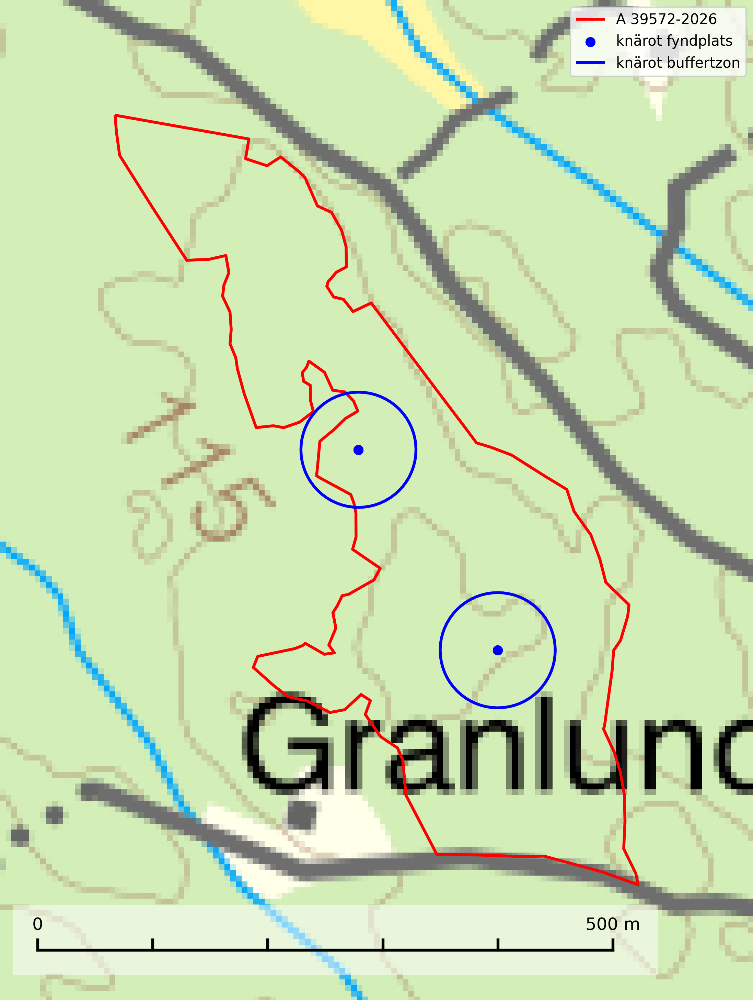 A 39572-2026
knärot fyndplats
knärot buffertzon
Granlund
0
500 m